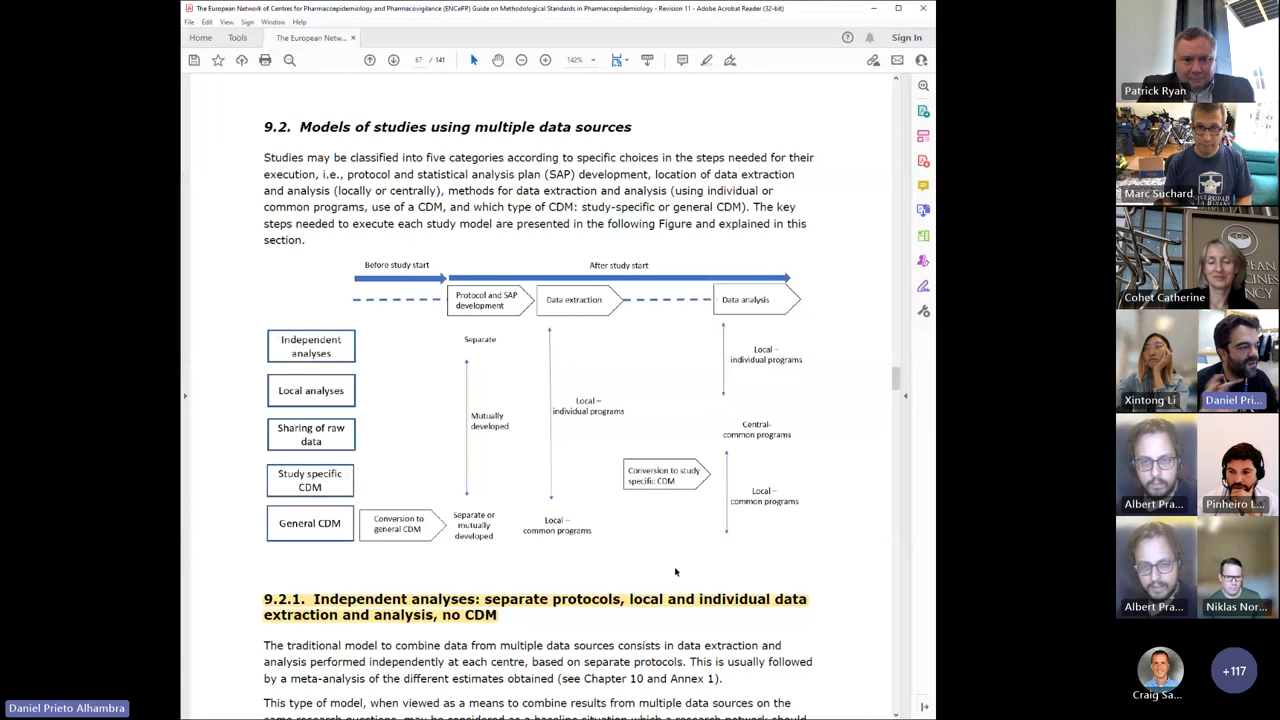 The European Network of Centres for Pharmacoepidemiology and Pharmacovigilance (ENCePP) Guide on Methodological Standards in Pharmacoepidemiology - Revision 11 - Adobe Acrobat Reader (32-bit)
File Edit View Sign Window Help
Home Tools The European Netw... × Sign In
67 / 141 142%
9.2. Models of studies using multiple data sources
Studies may be classified into five categories according to specific choices in the steps needed for their
execution, i.e., protocol and statistical analysis plan (SAP) development, location of data extraction
and analysis (locally or centrally), methods for data extraction and analysis (using individual or
common programs, use of a CDM, and which type of CDM: study-specific or general CDM). The key
steps needed to execute each study model are presented in the following Figure and explained in this
section.
Before study start
After study start
Protocol and SAP
development
Data extraction
Data analysis
Independent
analyses
Separate
Local –
individual programs
Local analyses
Mutually
developed
Local –
individual programs
Sharing of raw
data
Central-
common programs
Study specific
CDM
Conversion to study
specific CDM
Local –
common programs
General CDM
Conversion to
general CDM
Separate or
mutually
developed
Local –
common programs
9.2.1. Independent analyses: separate protocols, local and individual data
extraction and analysis, no CDM
The traditional model to combine data from multiple data sources consists in data extraction and
analysis performed independently at each centre, based on separate protocols. This is usually followed
by a meta-analysis of the different estimates obtained (see Chapter 10 and Annex 1).
This type of model, when viewed as a means to combine results from multiple data sources on the
same research questions, may be considered as a baseline situation which a research network should
Patrick Ryan
Marc Suchard
Cohet Catherine
Xintong Li
Daniel Pri...
Albert Pra...
Pinheiro L...
Albert Pra...
Niklas Nor...
Craig Sa...
+117
Daniel Prieto Alhambra